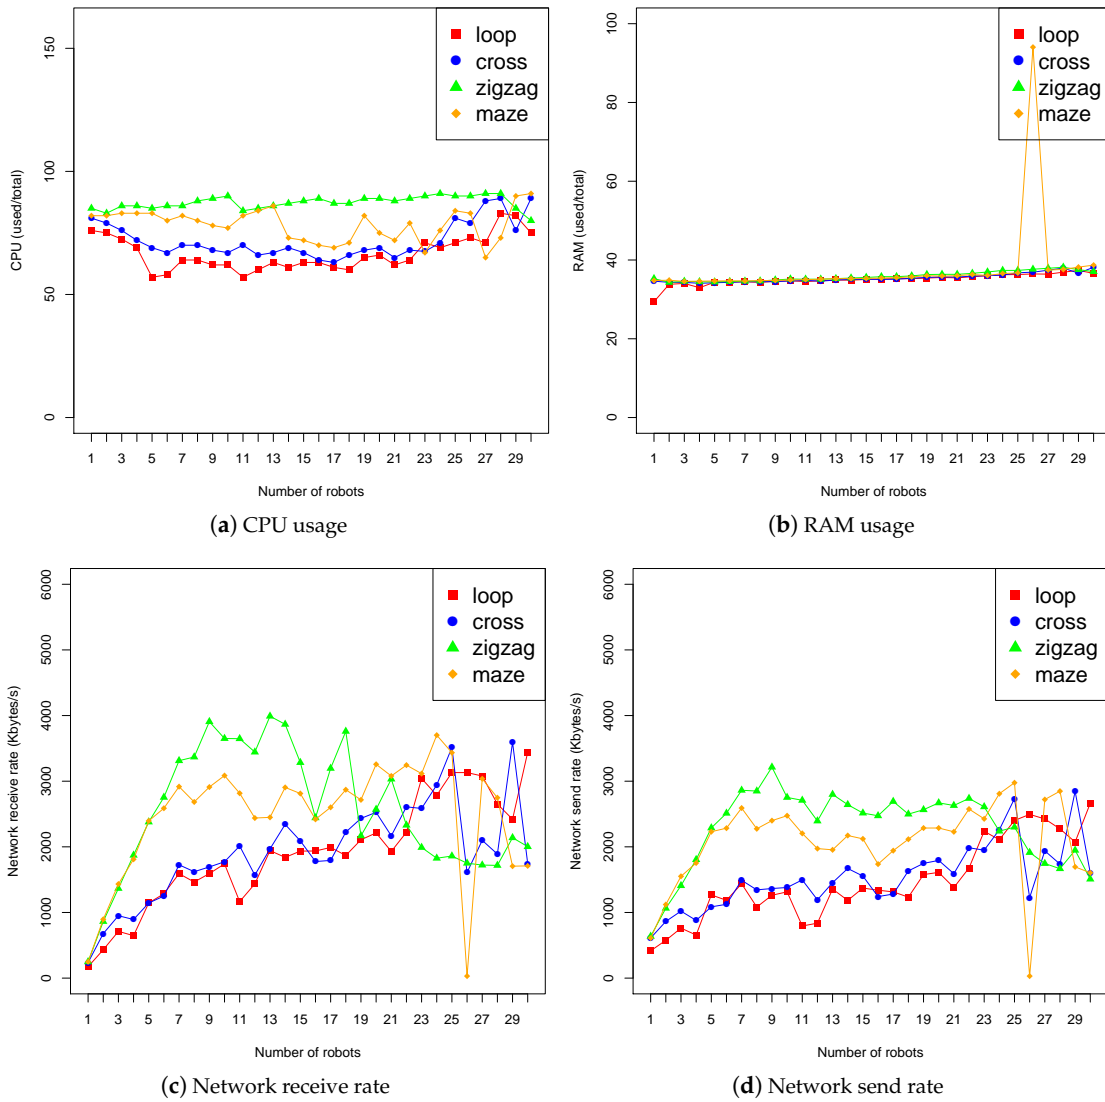 CPU (used/total)
0
50
100
150
loop
cross
zigzag
maze
1 3 5 7 9 11 13 15 17 19 21 23 25 27 29
Number of robots
(a) CPU usage
RAM (used/total)
0
20
40
60
80
100
loop
cross
zigzag
maze
1 3 5 7 9 11 13 15 17 19 21 23 25 27 29
Number of robots
(b) RAM usage
Network receive rate (Kbytes/s)
0
1000
2000
3000
4000
5000
6000
loop
cross
zigzag
maze
1 3 5 7 9 11 13 15 17 19 21 23 25 27 29
Number of robots
(c) Network receive rate
Network send rate (Kbytes/s)
0
1000
2000
3000
4000
5000
6000
loop
cross
zigzag
maze
1 3 5 7 9 11 13 15 17 19 21 23 25 27 29
Number of robots
(d) Network send rate